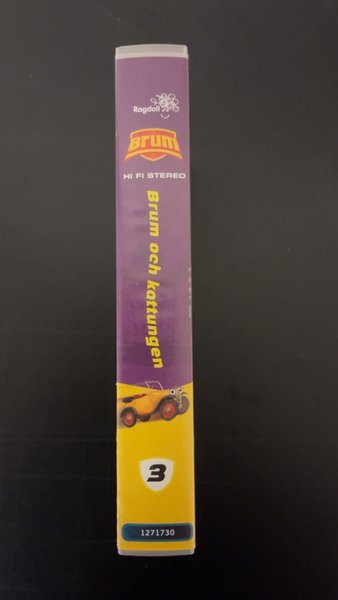 Ragdoll
Brum
HI FI STEREO
Brum och kattungen
3
1271730